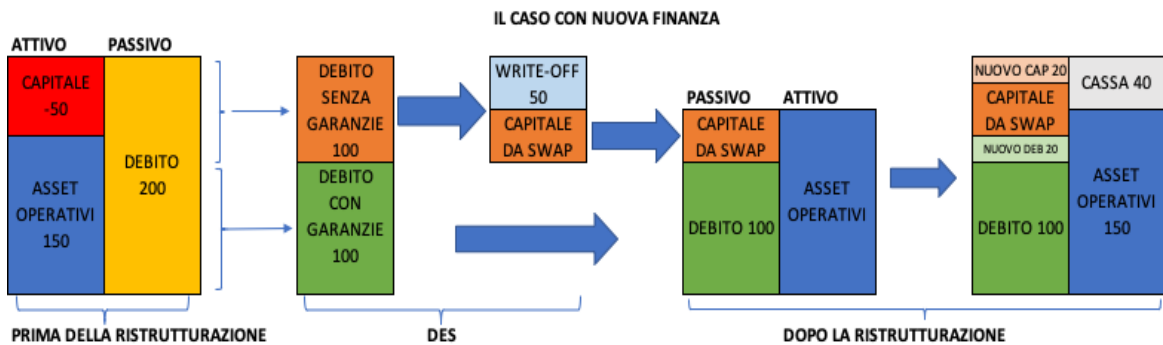 IL CASO CON NUOVA FINANZA
ATTIVO
PASSIVO
CAPITALE
-50
ASSET
OPERATIVI
150
DEBITO
200
DEBITO
SENZA
GARANZIE
100
DEBITO
CON
GARANZIE
100
WRITE-OFF
50
CAPITALE
DA SWAP
PASSIVO
ATTIVO
CAPITALE
DA SWAP
DEBITO 100
ASSET
OPERATIVI
NUOVO CAP 20
CAPITALE
DA SWAP
NUOVO DEB 20
DEBITO 100
CASSA 40
ASSET
OPERATIVI
150
PRIMA DELLA RISTRUTTURAZIONE
DES
DOPO LA RISTRUTTURAZIONE